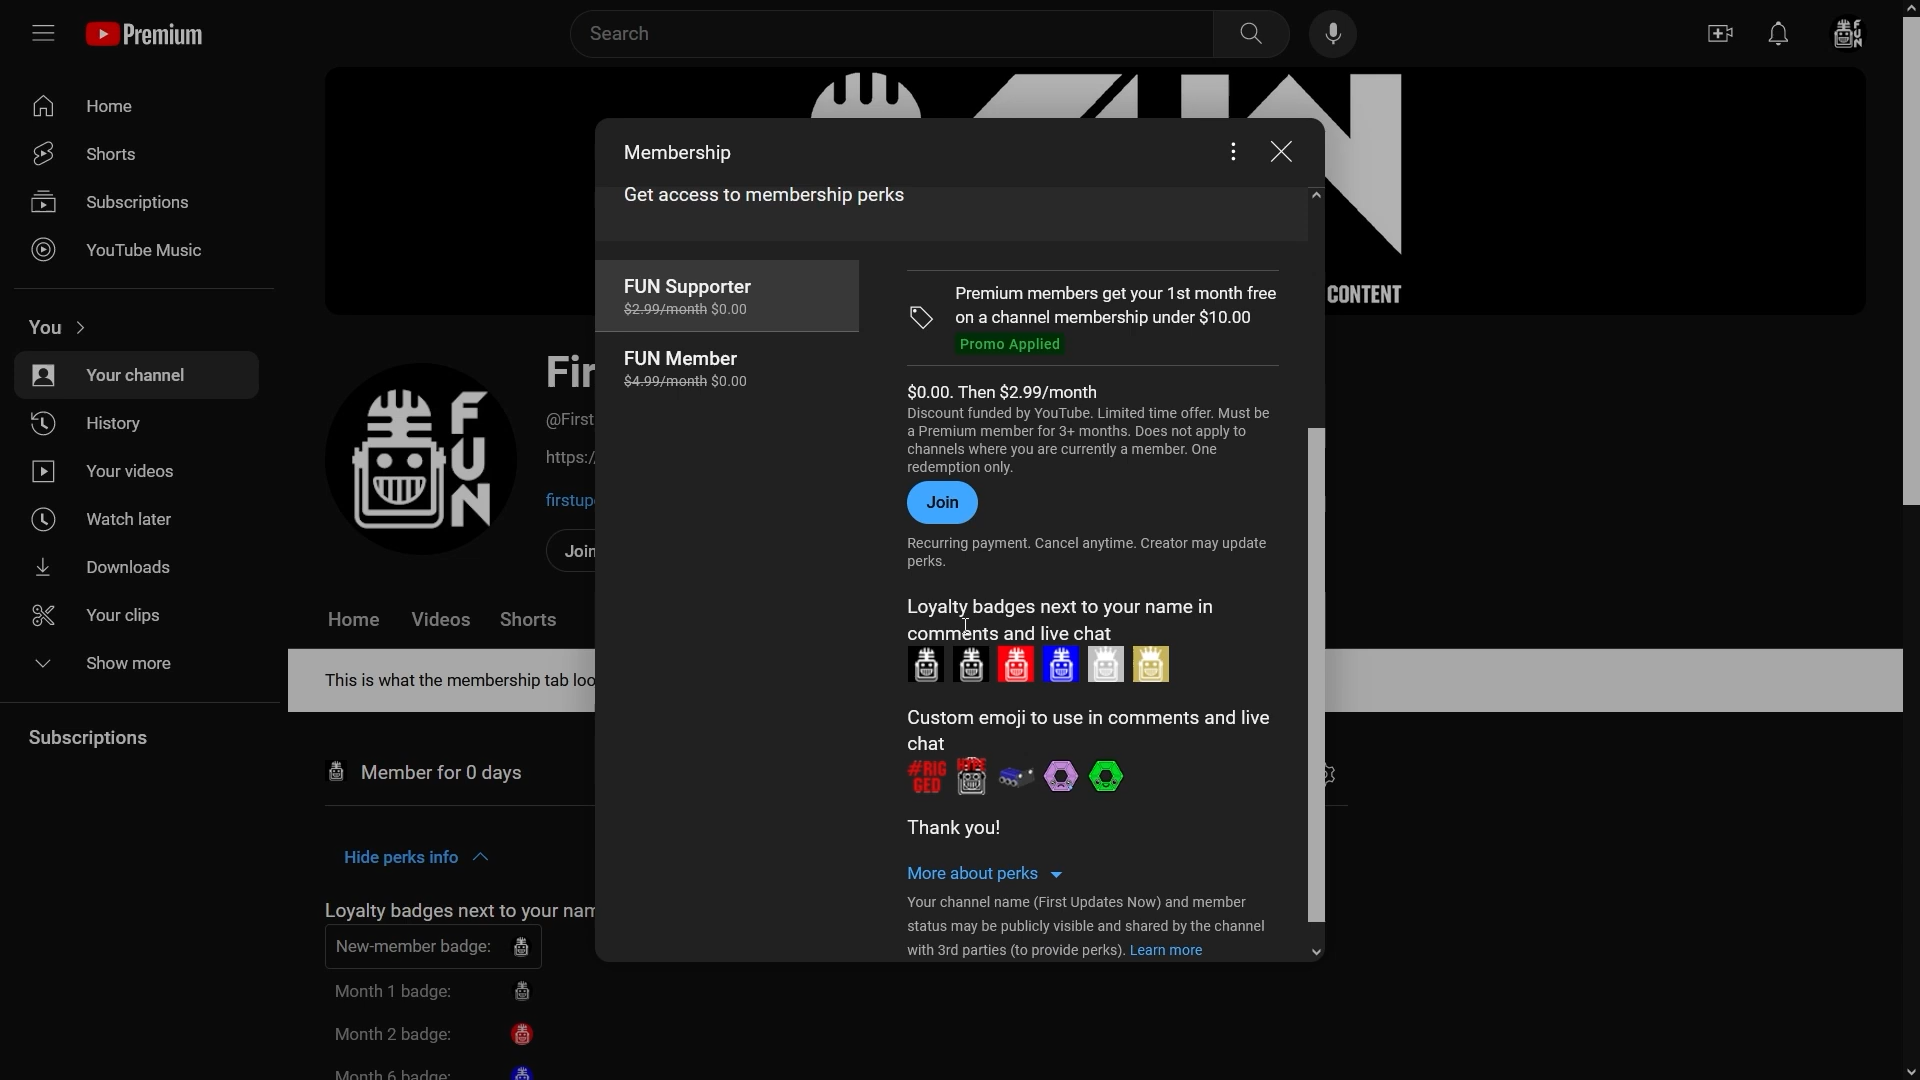 Premium
Search
Home
Shorts
Subscriptions
YouTube Music
You
Your channel
History
Your videos
Watch later
Downloads
Your clips
Show more
Subscriptions
CONTENT
FUN
Fir
@First
https:/
firstup
Join
Home Videos Shorts
This is what the membership tab loo
Member for 0 days
Hide perks info
Loyalty badges next to your nam
New-member badge:
Month 1 badge:
Month 2 badge:
Month 6 badge:
Membership
Get access to membership perks
FUN Supporter
$2.99/month $0.00
FUN Member
$4.99/month $0.00
Premium members get your 1st month free
on a channel membership under $10.00
Promo Applied
$0.00. Then $2.99/month
Discount funded by YouTube. Limited time offer. Must be
a Premium member for 3+ months. Does not apply to
channels where you are currently a member. One
redemption only.
Join
Recurring payment. Cancel anytime. Creator may update
perks.
Loyalty badges next to your name in
comments and live chat
Custom emoji to use in comments and live
chat
#RIG
GED
HYPE
Thank you!
More about perks
Your channel name (First Updates Now) and member
status may be publicly visible and shared by the channel
with 3rd parties (to provide perks). Learn more